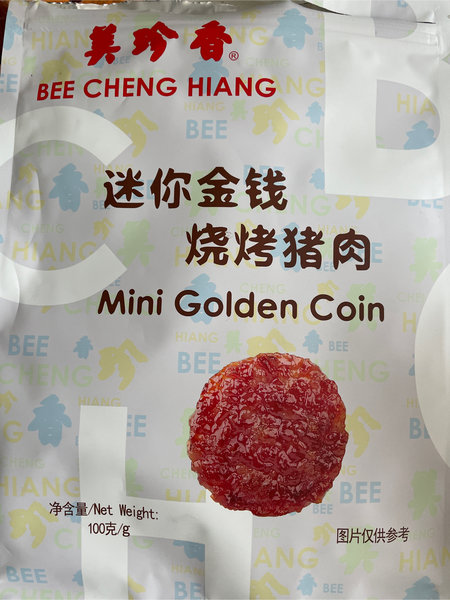 美珍香®
BEE CHENG HIANG
迷你金钱
烧烤猪肉
Mini Golden Coin
净含量/Net Weight:
100克/g
图片仅供参考